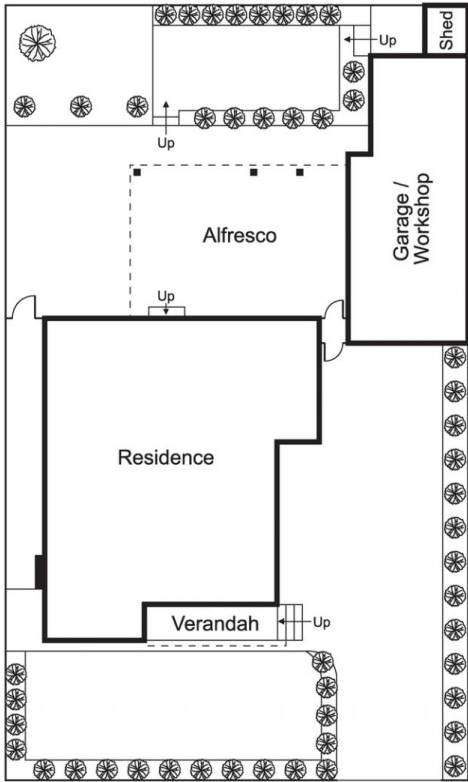 Shed
Up
Up
Garage /
Workshop
Alfresco
Up
Residence
Verandah
Up